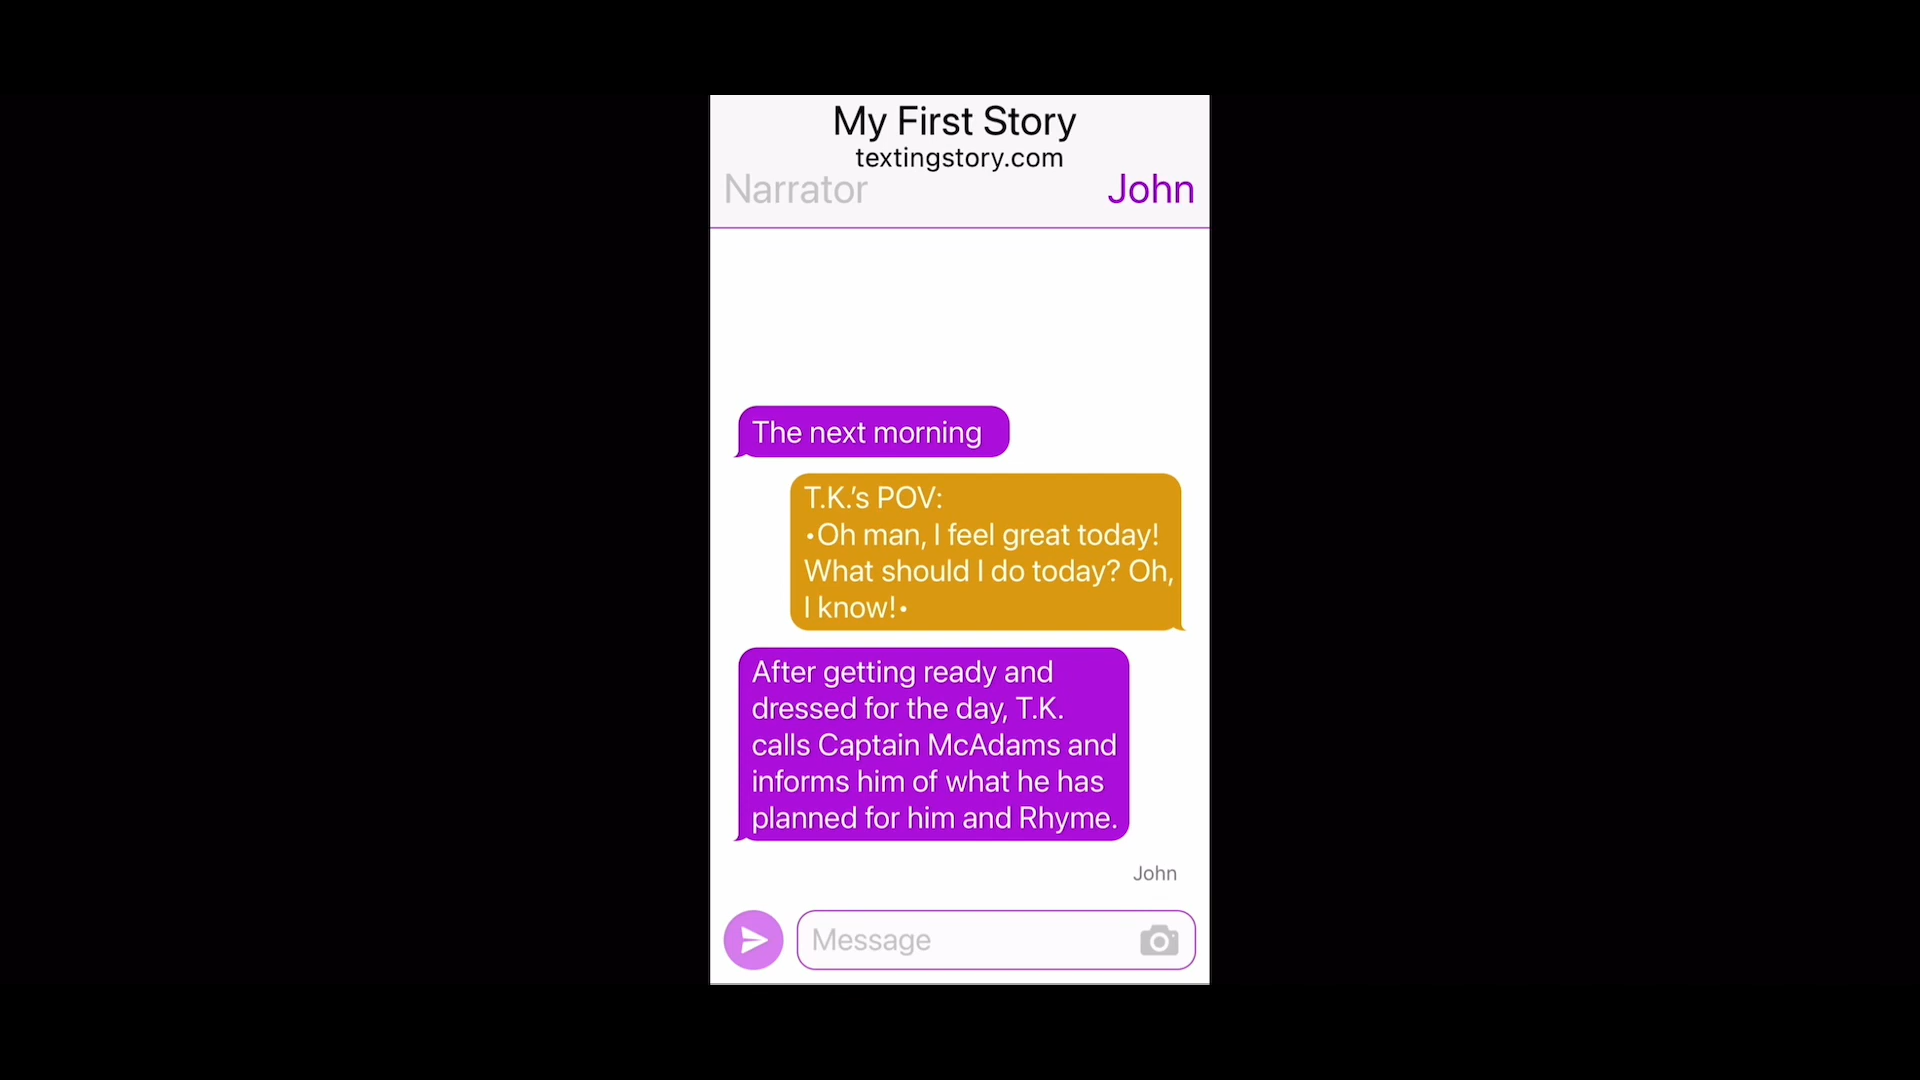 My First Story
textingstory.com
Narrator
John
The next morning
T.K.’s POV:
•Oh man, I feel great today!
What should I do today? Oh,
I know!•
After getting ready and
dressed for the day, T.K.
calls Captain McAdams and
informs him of what he has
planned for him and Rhyme.
John
Message